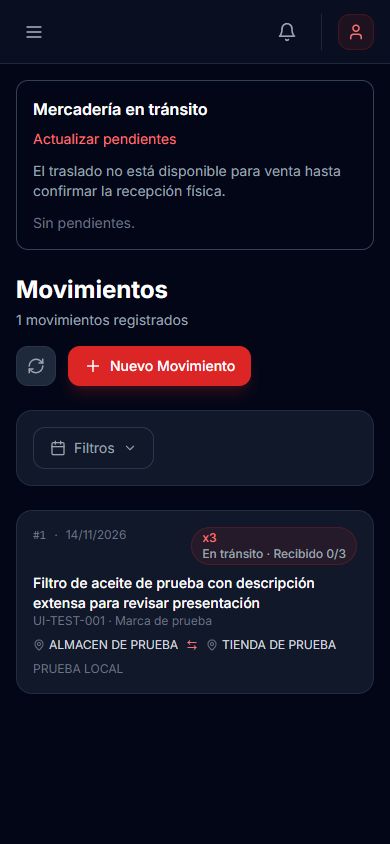 Mercadería en tránsito
Actualizar pendientes
El traslado no está disponible para venta hasta
confirmar la recepción física.
Sin pendientes.
Movimientos
1 movimientos registrados
Nuevo Movimiento
Filtros
#1 · 14/11/2026
x3
En tránsito · Recibido 0/3
Filtro de aceite de prueba con descripción
extensa para revisar presentación
UI-TEST-001 · Marca de prueba
ALMACEN DE PRUEBA TIENDA DE PRUEBA
PRUEBA LOCAL